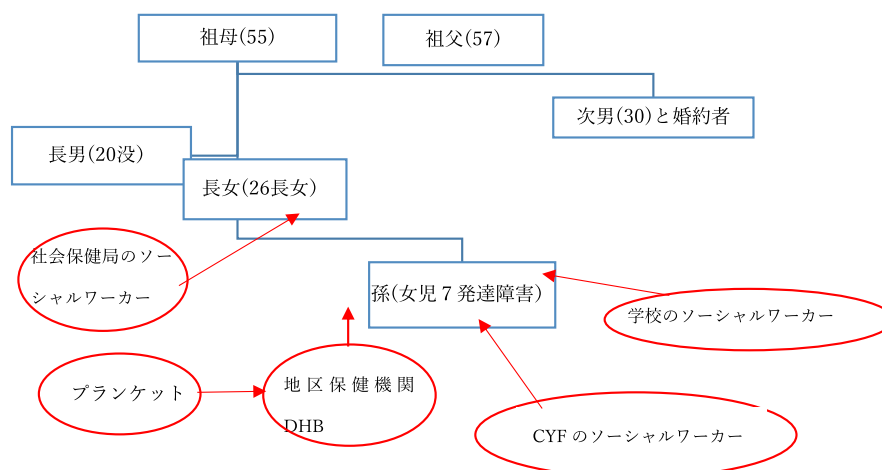 祖母(55)
祖父(57)
次男(30)と婚約者
長男(20没)
長女(26長女)
社会保健局のソー
シャルワーカー
孫(女児７発達障害)
学校のソーシャルワーカー
プランケット
地区保健機関
DHB
CYFのソーシャルワーカー